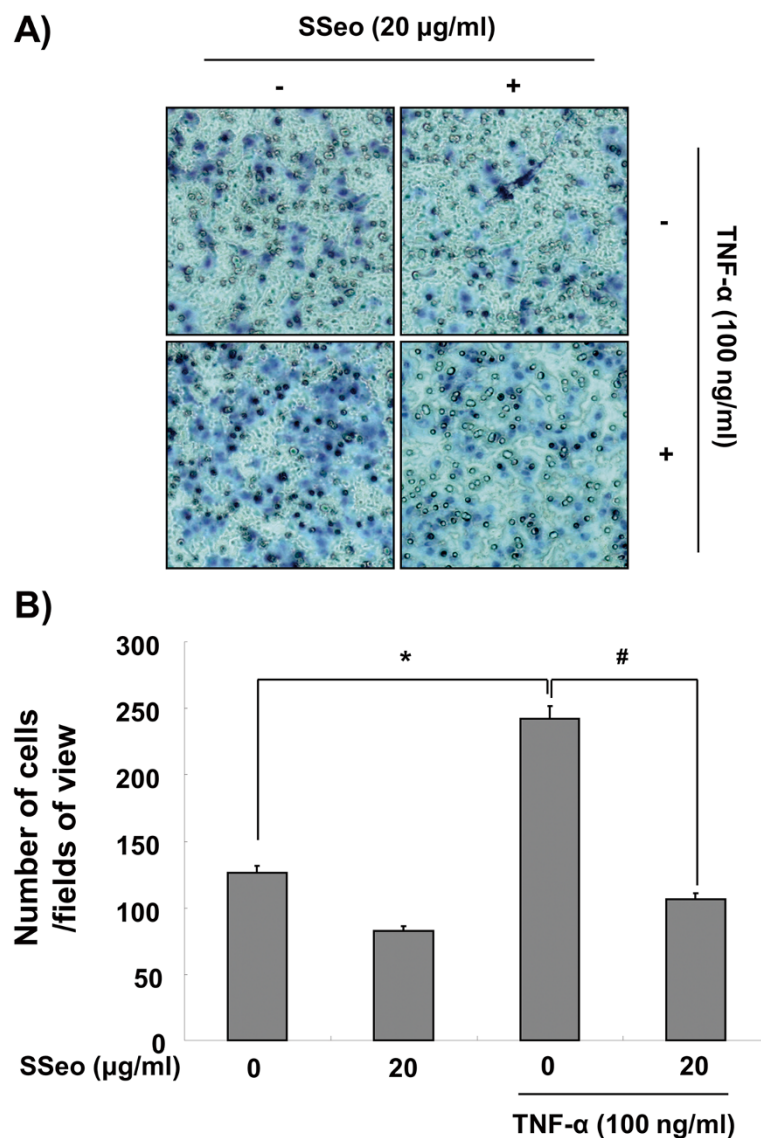 A)
SSeo (20 µg/ml)
- +
-
+
TNF-α (100 ng/ml)
B)
Number of cells
/fields of view
300
250
200
150
100
50
0
* #
SSeo (µg/ml) 0 20 0 20
TNF-α (100 ng/ml)